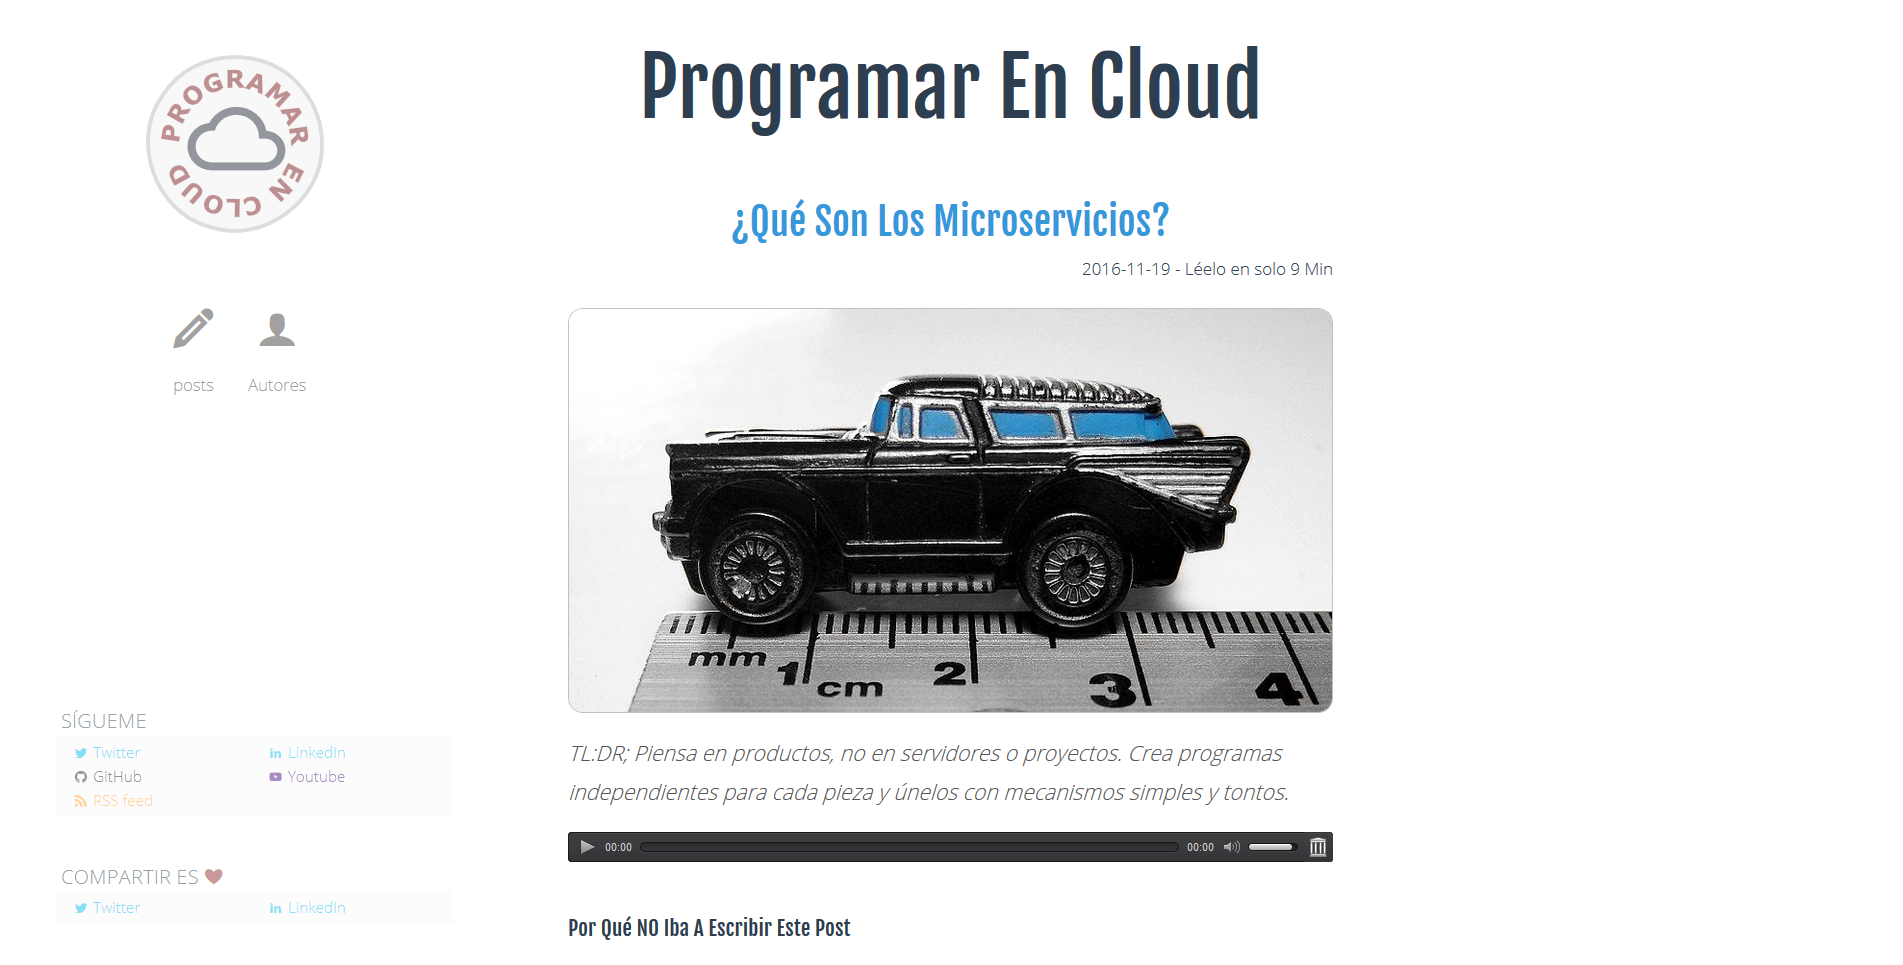 PROGRAMAR EN CLOUD
posts
Autores
SÍGUEME
Twitter
LinkedIn
GitHub
Youtube
RSS feed
COMPARTIR ES
Twitter
LinkedIn
Programar En Cloud
¿Qué Son Los Microservicios?
2016-11-19 - Léelo en solo 9 Min
mm 1 2 3 4
cm
TL:DR; Piensa en productos, no en servidores o proyectos. Crea programas
independientes para cada pieza y únelos con mecanismos simples y tontos.
00:00 00:00
Por Qué NO Iba A Escribir Este Post